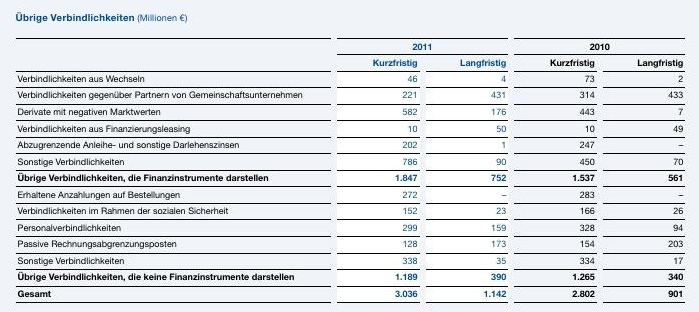 Übrige Verbindlichkeiten (Millionen €)
2011 2010
Kurzfristig Langfristig Kurzfristig Langfristig
Verbindlichkeiten aus Wechseln 46 4 73 2
Verbindlichkeiten gegenüber Partnern von Gemeinschaftsunternehmen 221 431 314 433
Derivate mit negativen Marktwerten 582 176 443 7
Verbindlichkeiten aus Finanzierungsleasing 10 50 10 49
Abzugrenzende Anleihe- und sonstige Darlehenszinsen 202 1 247 –
Sonstige Verbindlichkeiten 786 90 450 70
Übrige Verbindlichkeiten, die Finanzinstrumente darstellen 1.847 752 1.537 561
Erhaltene Anzahlungen auf Bestellungen 272 – 283 –
Verbindlichkeiten im Rahmen der sozialen Sicherheit 152 23 166 26
Personalverbindlichkeiten 299 159 328 94
Passive Rechnungsabgrenzungsposten 128 173 154 203
Sonstige Verbindlichkeiten 338 35 334 17
Übrige Verbindlichkeiten, die keine Finanzinstrumente darstellen 1.189 390 1.265 340
Gesamt 3.036 1.142 2.802 901